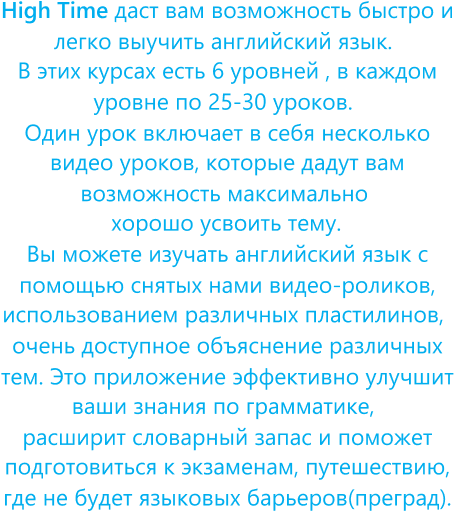 High Time даст вам возможность быстро и
легко выучить английский язык.
В этих курсах есть 6 уровней , в каждом
уровне по 25-30 уроков.
Один урок включает в себя несколько
видео уроков, которые дадут вам
возможность максимально
хорошо усвоить тему.
Вы можете изучать английский язык с
помощью снятых нами видео-роликов,
использованием различных пластилинов,
очень доступное объяснение различных
тем. Это приложение эффективно улучшит
ваши знания по грамматике,
расширит словарный запас и поможет
подготовиться к экзаменам, путешествию,
где не будет языковых барьеров(преград).